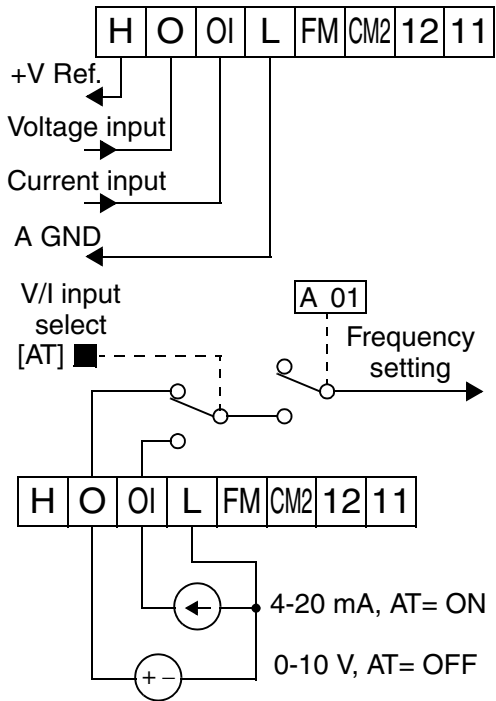 H O OI L FM CM2 12 11
+V Ref.
Voltage input
Current input
A GND
V/I input
select
[AT]
A 01
Frequency
setting
H O OI L FM CM2 12 11
4-20 mA, AT= ON
+ −
0-10 V, AT= OFF